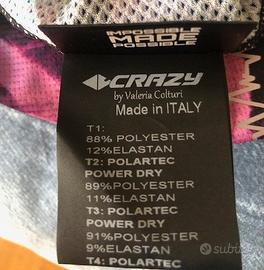 IMPOSSIBLE
MADE
POSSIBLE
CRAZY
by Valeria Colturi
Made in ITALY
T1:
88% POLYESTER
12%ELASTAN
T2: POLARTEC
POWER DRY
89%POLYESTER
11%ELASTAN
T3: POLARTEC
POWER DRY
91%POLYESTER
9%ELASTAN
T4: POLARTEC
subito